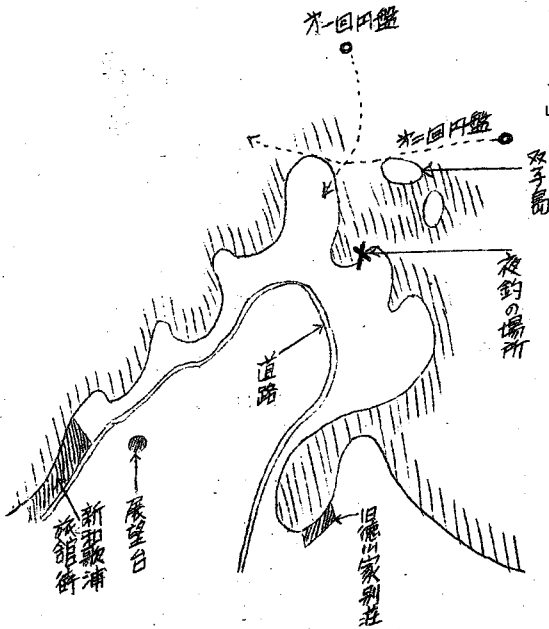 第一回円盤
第二回円盤
双子島
夜釣の場所
道路
展望台
新和歌浦
旅館街
旧徳川家別荘